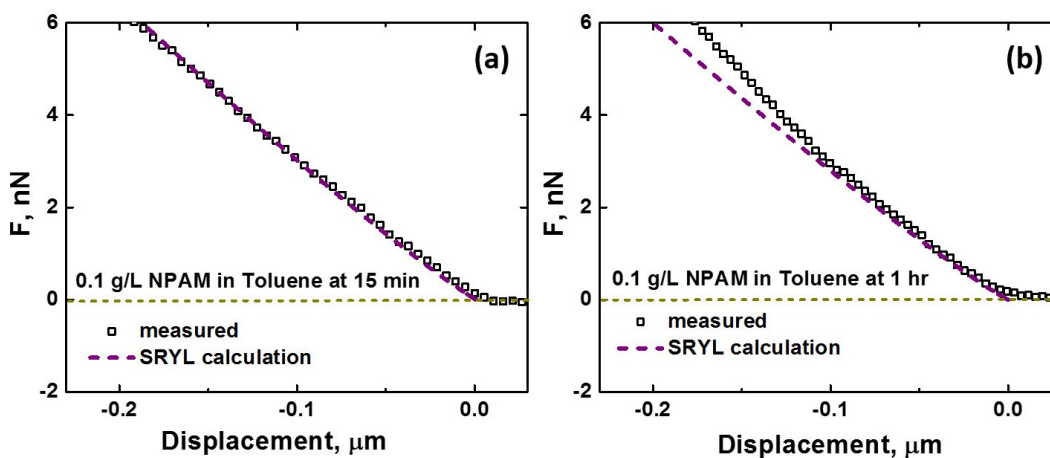 (a)
6
4
2
0
-2
F, nN
0.1 g/L NPAM in Toluene at 15 min
measured
SRYL calculation
-0.2 -0.1 0.0
Displacement, μm
(b)
6
4
2
0
-2
F, nN
0.1 g/L NPAM in Toluene at 1 hr
measured
SRYL calculation
-0.2 -0.1 0.0
Displacement, μm